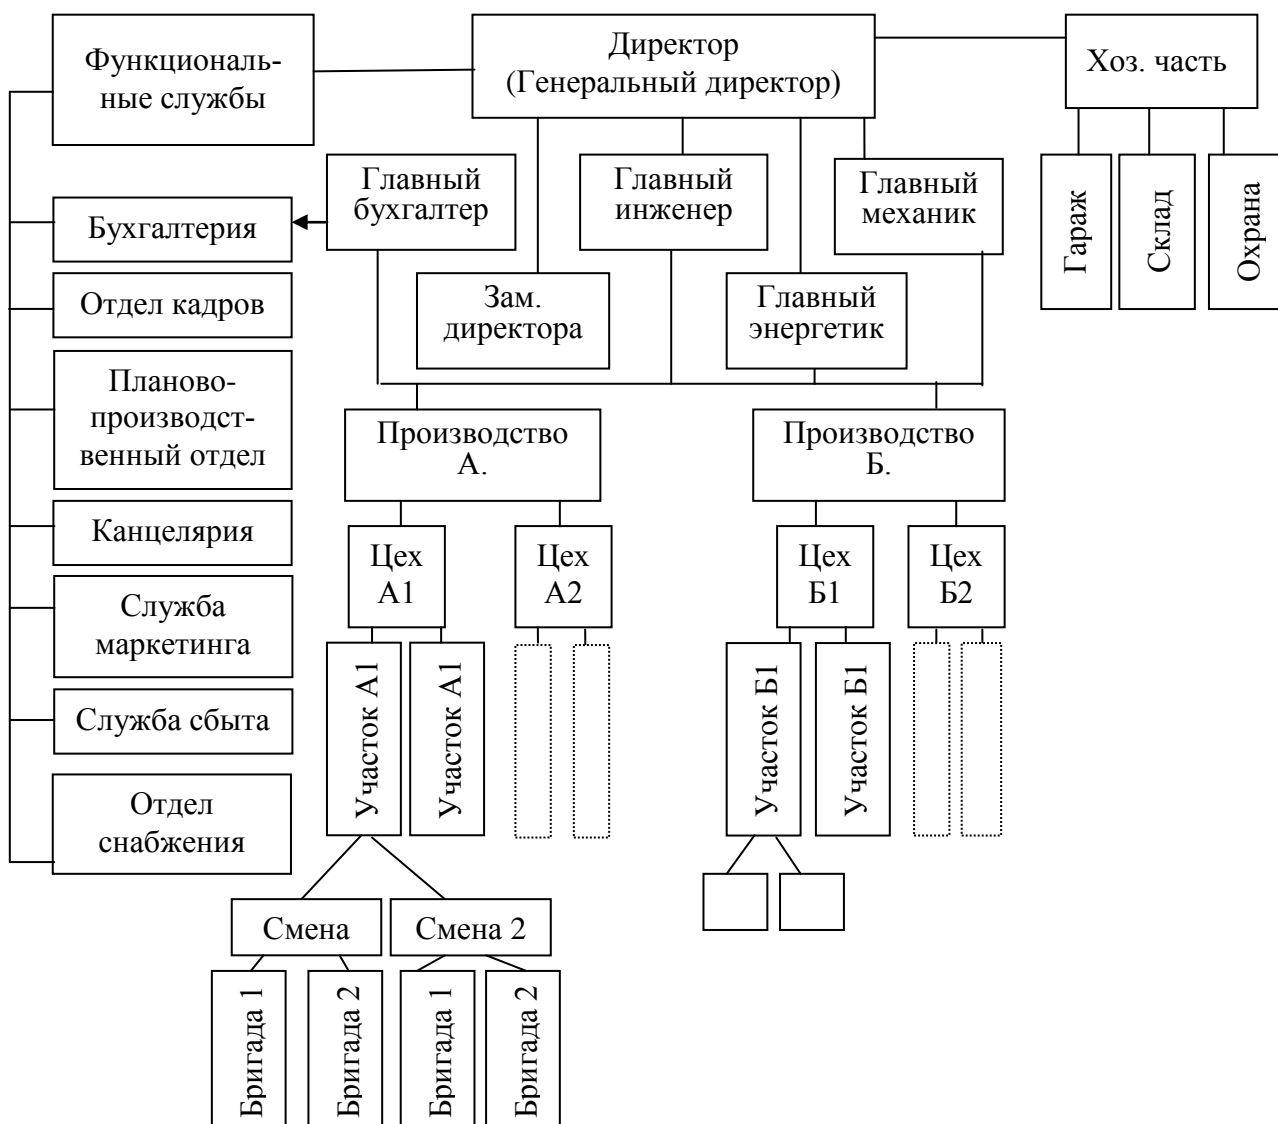 Функциональ-
ные службы
Директор
(Генеральный директор)
Хоз. часть
Главный
бухгалтер
Главный
инженер
Главный
механик
Гараж
Склад
Охрана
Бухгалтерия
Зам.
директора
Главный
энергетик
Отдел кадров
Планово-
производст-
венный отдел
Производство
А.
Производство
Б.
Канцелярия
Цех
А1
Цех
А2
Цех
Б1
Цех
Б2
Служба
маркетинга
Участок А1
Участок А1
Участок Б1
Участок Б1
Служба сбыта
Отдел
снабжения
Смена
Смена 2
Бригада 1
Бригада 2
Бригада 1
Бригада 2